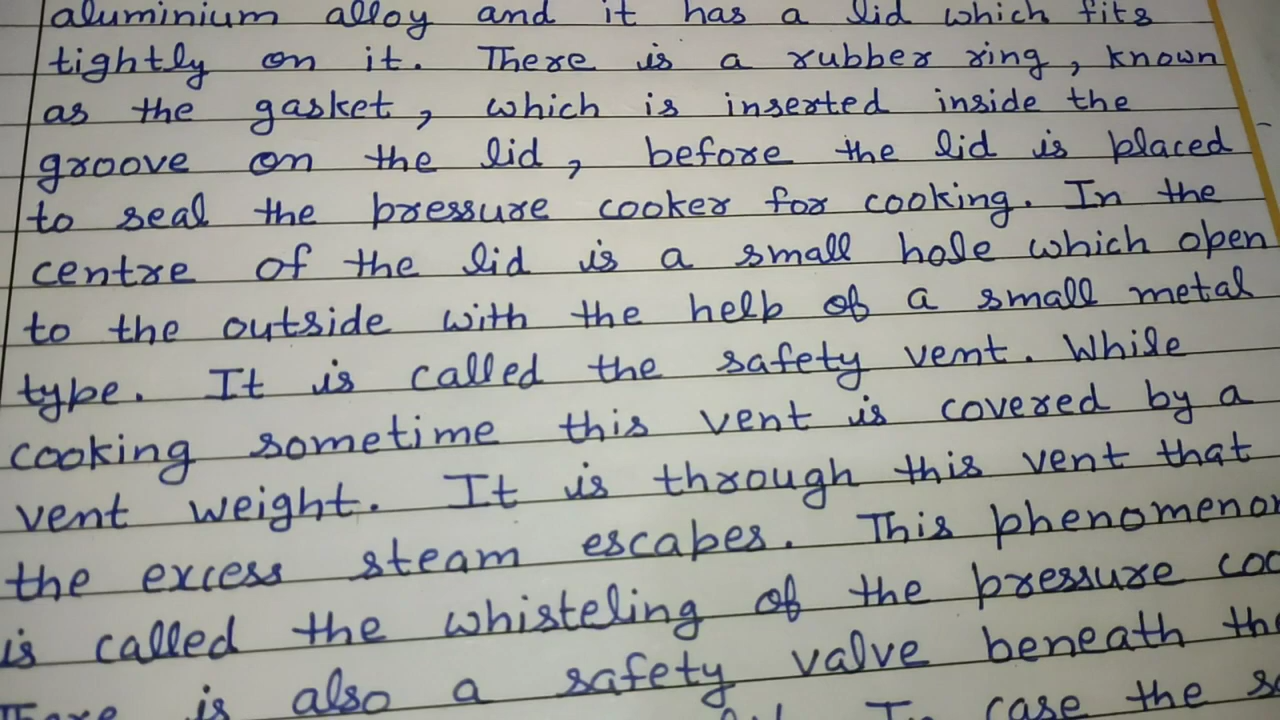 aluminium alloy and it has a lid which fits
tightly on it. There is a rubber ring, known
as the gasket, which is inserted inside the
groove on the lid, before the lid is placed
to seal the pressure cooker for cooking. In the
centre of the lid is a small hole which open
to the outside with the help of a small metal
type. It is called the safety vent. While
cooking sometime this vent is covered by a
vent weight. It is through this vent that
the excess steam escapes. This phenomenon
is called the whisteling of the pressure coo
There is also a safety valve beneath the
case the